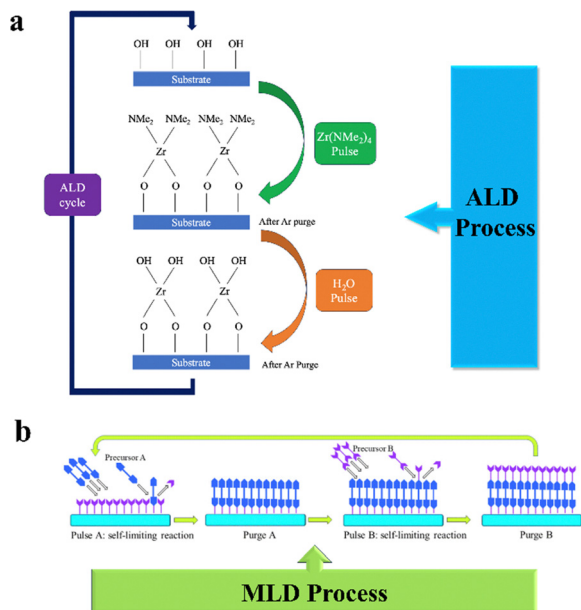 a
OH OH OH OH
Substrate
NMe2 NMe2 NMe2 NMe2
Zr Zr
O O O O
Substrate
After Ar purge
Zr(NMe2)4
Pulse
ALD
cycle
OH OH OH OH
Zr Zr
O O O O
Substrate
After Ar Purge
H2O
Pulse
ALD
Process
b
Precursor A
Precursor B
Pulse A: self-limiting reaction
Purge A
Pulse B: self-limiting reaction
Purge B
MLD Process